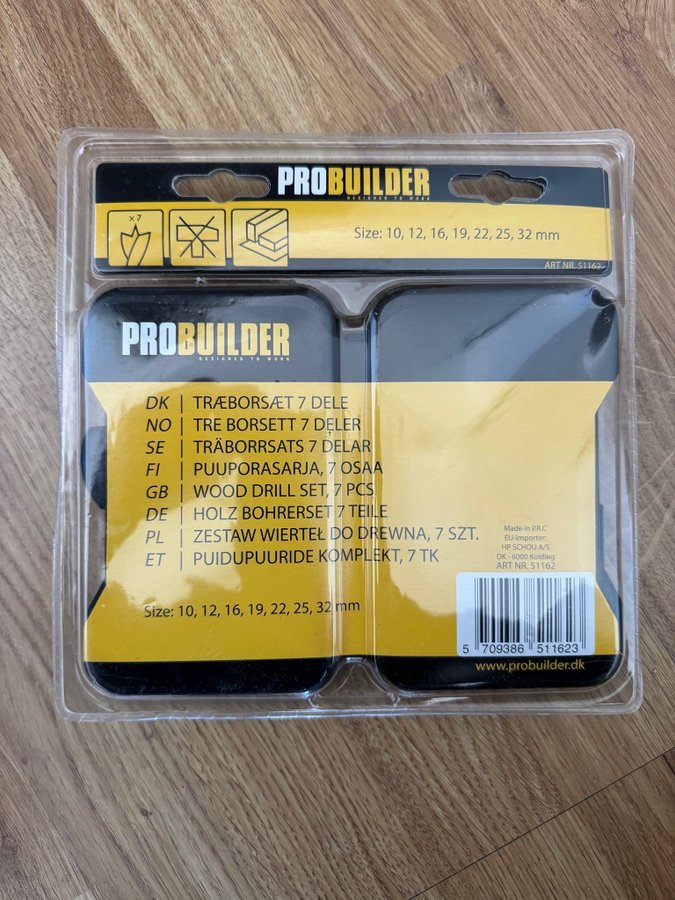 PROBUILDER
DESIGNED TO WORK
x 7
Size: 10, 12, 16, 19, 22, 25, 32 mm
ART NR. 51162
PROBUILDER
DESIGNED TO WORK
DK | TRÆBORSÆT 7 DELE
NO | TRE BORSETT 7 DELER
SE | TRÄBORRSATS 7 DELAR
FI | PUUPORASARJA, 7 OSAA
GB | WOOD DRILL SET, 7 PCS
DE | HOLZ BOHRERSET 7 TEILE
PL | ZESTAW WIERTEŁ DO DREWNA, 7 SZT.
ET | PUIDUPUURIDE KOMPLEKT, 7 TK
Size: 10, 12, 16, 19, 22, 25, 32 mm
Made in P.R.C
EU-Importer:
HP SCHOU A/S
DK - 6000 Kolding
ART NR. 51162
5 709386 511623
www.probuilder.dk